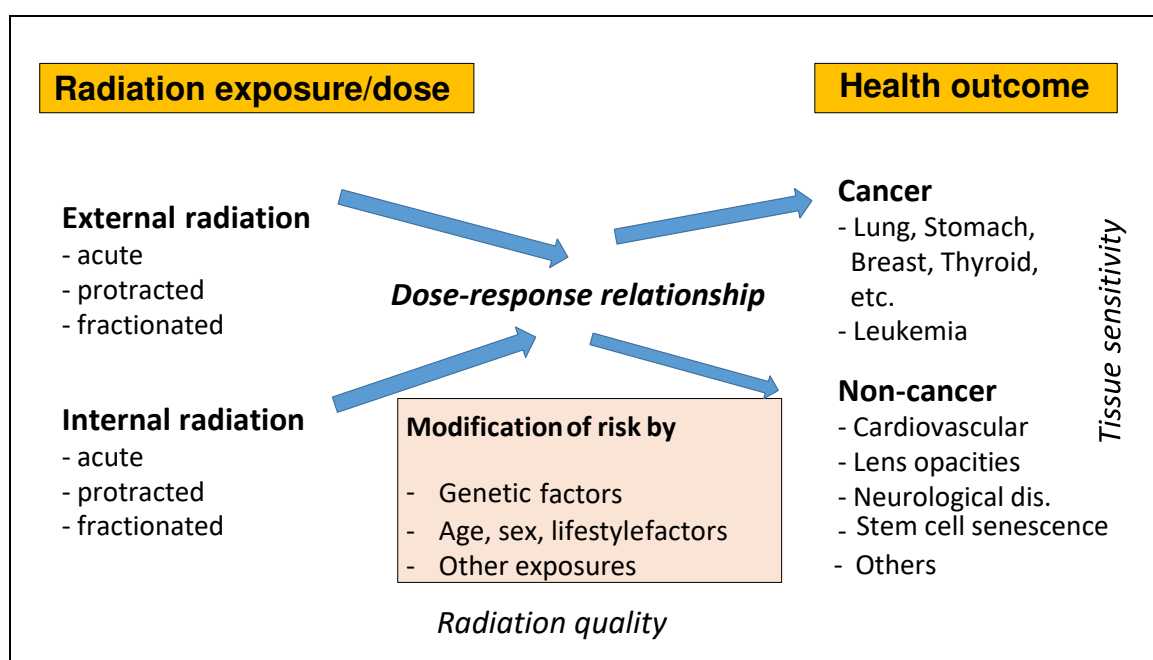 Radiation exposure/dose
Health outcome
External radiation
- acute
- protracted
- fractionated
Internal radiation
- acute
- protracted
- fractionated
Dose-response relationship
Modification of risk by
- Genetic factors
- Age, sex, lifestylefactors
- Other exposures
Radiation quality
Cancer
- Lung, Stomach,
Breast, Thyroid,
etc.
- Leukemia
Non-cancer
- Cardiovascular
- Lens opacities
- Neurological dis.
- Stem cell senescence
- Others
Tissue sensitivity